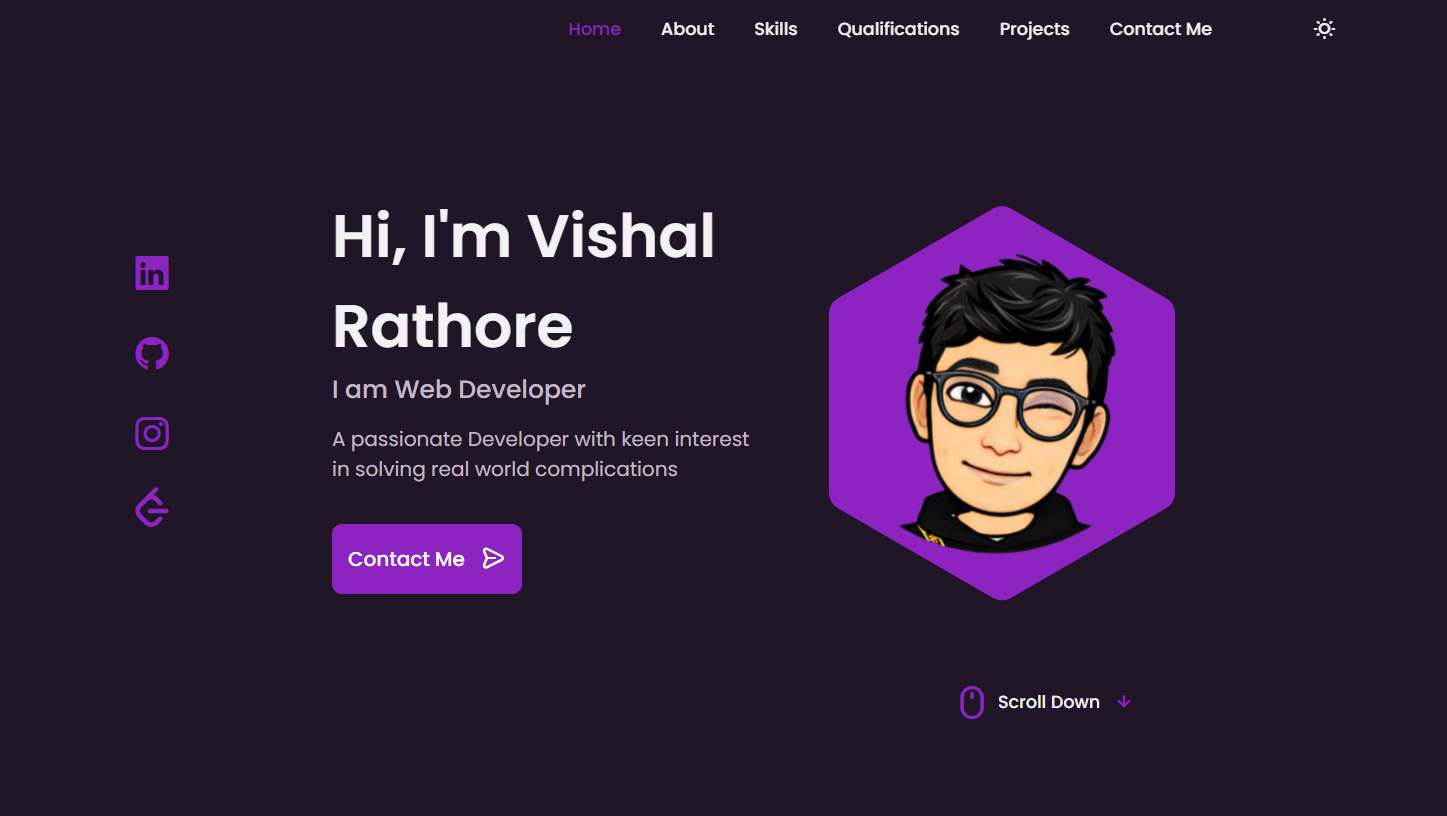 Home About Skills Qualifications Projects Contact Me
Hi, I'm Vishal
Rathore
I am Web Developer
A passionate Developer with keen interest
in solving real world complications
Contact Me
Scroll Down
in